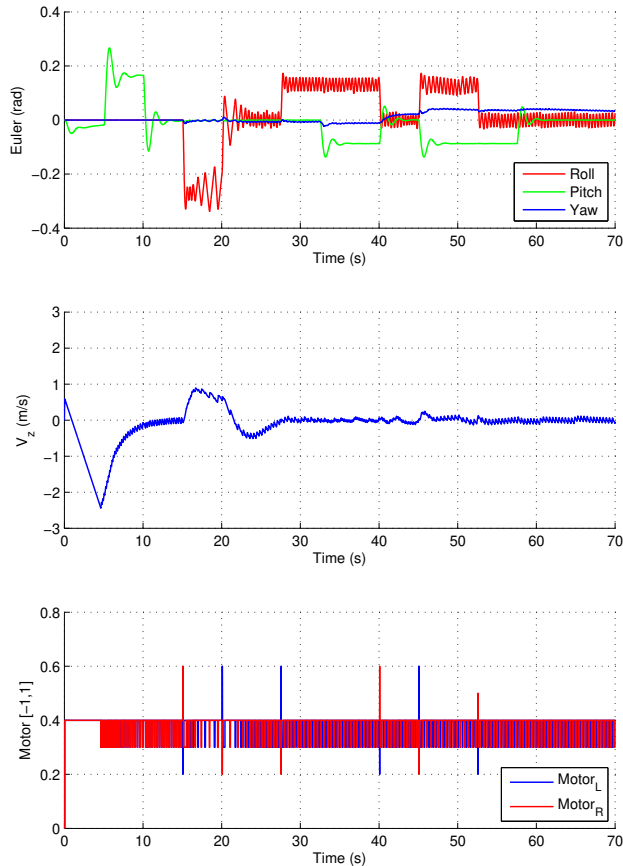 0.4
0.2
0
−0.2
−0.4
Euler (rad)
0 10 20 30 40 50 60 70
Time (s)
Roll
Pitch
Yaw
3
2
1
0
−1
−2
−3
V_z (m/s)
0 10 20 30 40 50 60 70
Time (s)
0.8
0.6
0.4
0.2
0
Motor [−1,1]
0 10 20 30 40 50 60 70
Time (s)
Motor_L
Motor_R